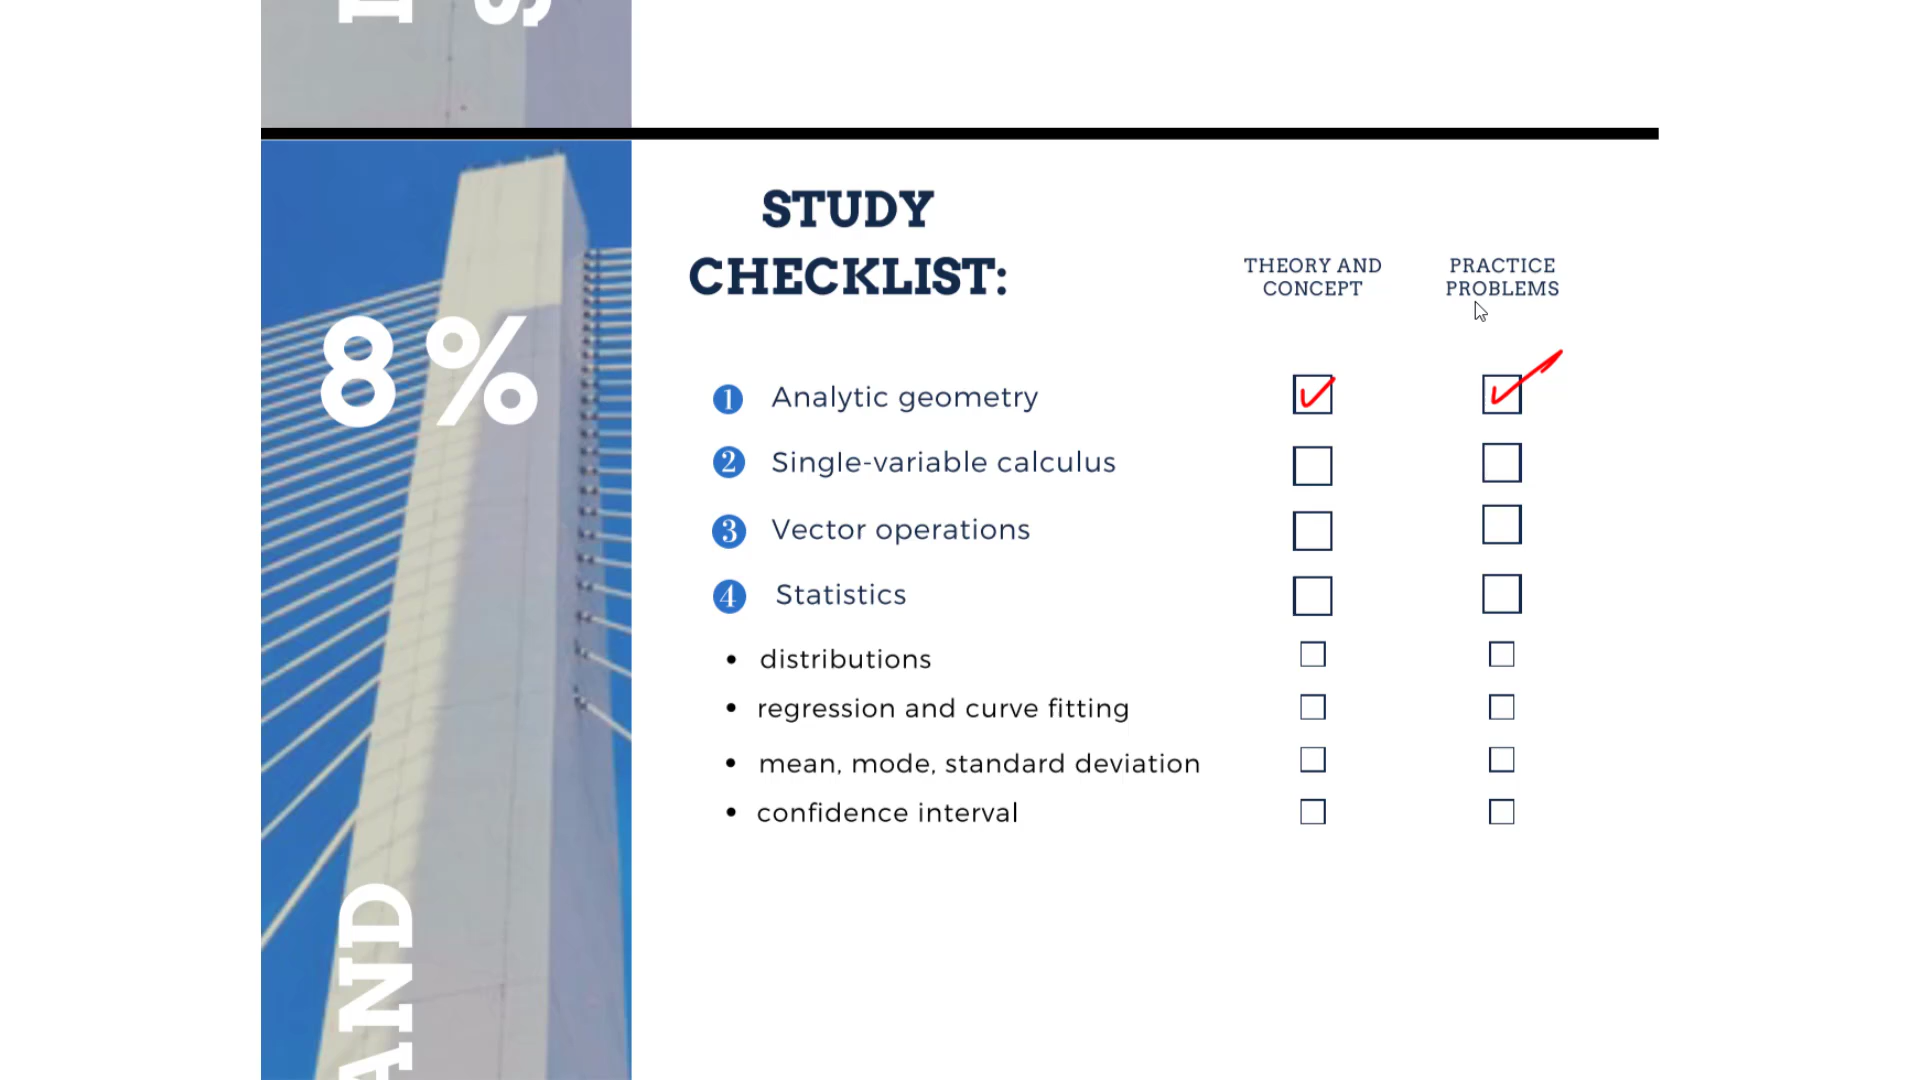 8%
AND
STUDY
CHECKLIST:
THEORY AND
CONCEPT
PRACTICE
PROBLEMS
1 Analytic geometry
2 Single-variable calculus
3 Vector operations
4 Statistics
• distributions
• regression and curve fitting
• mean, mode, standard deviation
• confidence interval